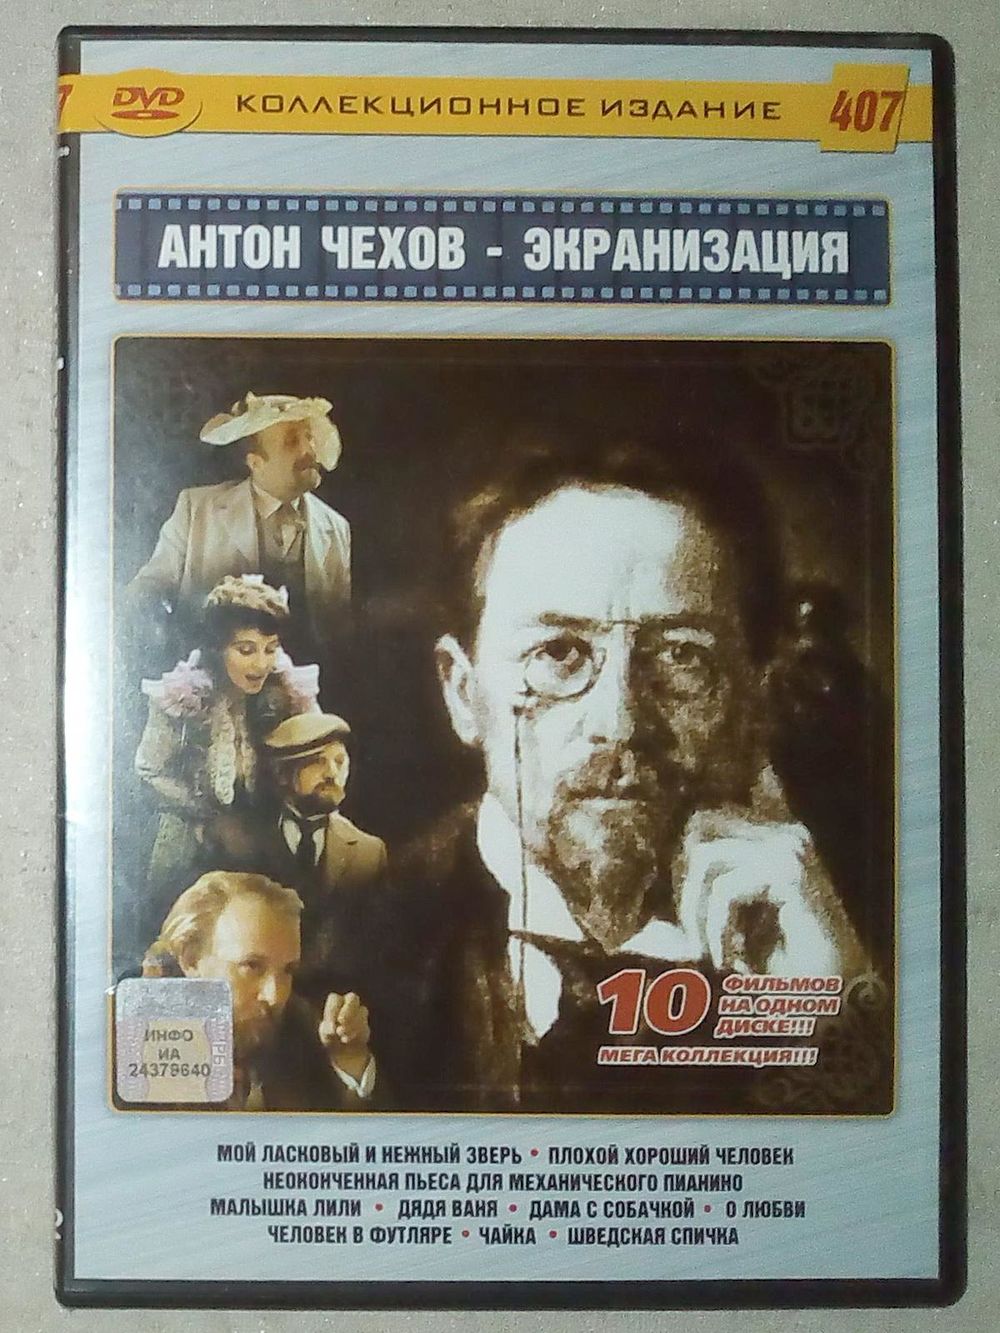 7 DVD КОЛЛЕКЦИОННОЕ ИЗДАНИЕ 407
АНТОН ЧЕХОВ - ЭКРАНИЗАЦИЯ
10 ФИЛЬМОВ
НА ОДНОМ
ДИСКЕ!!!
МЕГА КОЛЛЕКЦИЯ!!!
ИНФО
ИА
24379640
МОЙ ЛАСКОВЫЙ И НЕЖНЫЙ ЗВЕРЬ • ПЛОХОЙ ХОРОШИЙ ЧЕЛОВЕК
НЕОКОНЧЕННАЯ ПЬЕСА ДЛЯ МЕХАНИЧЕСКОГО ПИАНИНО
МАЛЫШКА ЛИЛИ • ДЯДЯ ВАНЯ • ДАМА С СОБАЧКОЙ • О ЛЮБВИ
ЧЕЛОВЕК В ФУТЛЯРЕ • ЧАЙКА • ШВЕДСКАЯ СПИЧКА